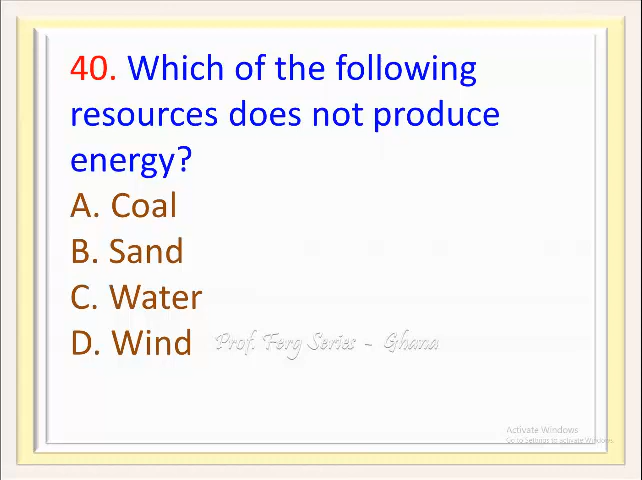 40. Which of the following
resources does not produce
energy?
A. Coal
B. Sand
C. Water
D. Wind
Prof. Ferg Series - Ghana
Activate Windows
Go to Settings to activate Windows.